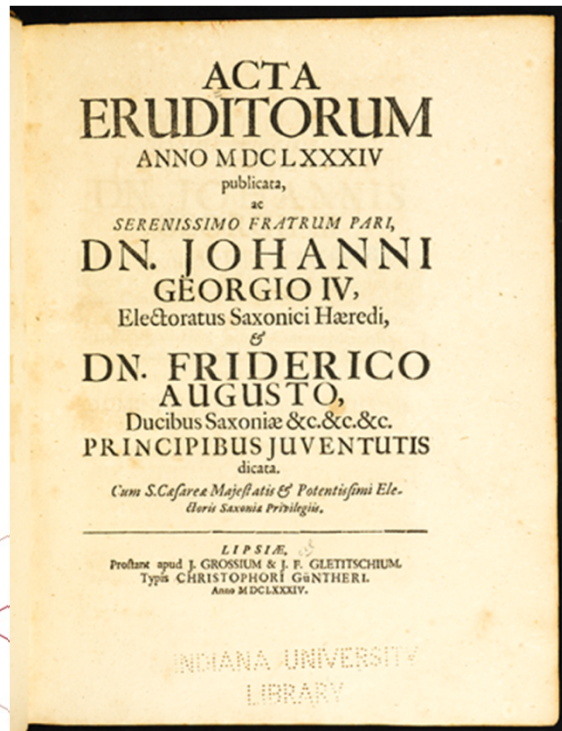 ACTA
ERUDITORUM
ANNO MDCLXXXIV
publicata,
ac
SERENISSIMO FRATRUM PARI,
DN. JOHANNI
GEORGIO IV,
Electoratus Saxonici Hæredi,
&
DN. FRIDERICO
AUGUSTO,
Ducibus Saxoniæ &c.&c.&c.
PRINCIPIBUS JUVENTUTIS
dicata.
Cum S.Cæsareæ Majestatis & Potentissimi Ele-
ctoris Saxoniæ Privilegiis.
LIPSIÆ,
Prostant apud J. GROSSIUM & J. F. GLETITSCHIUM.
Typis CHRISTOPHORI GüNTHERI.
Anno MDCLXXXIV.
INDIANA UNIVERSITY
LIBRARY